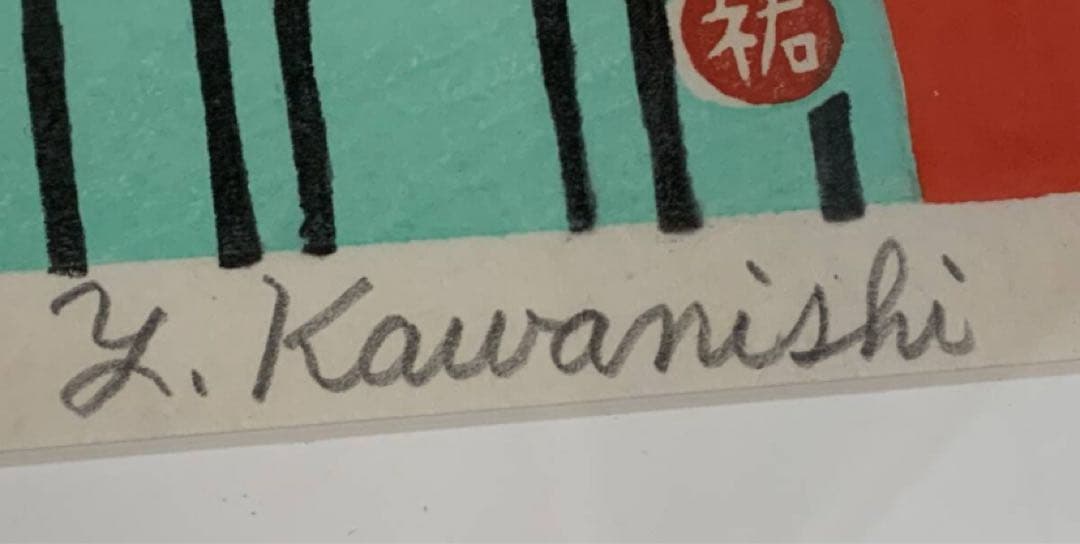 祐
Y. Kawanishi